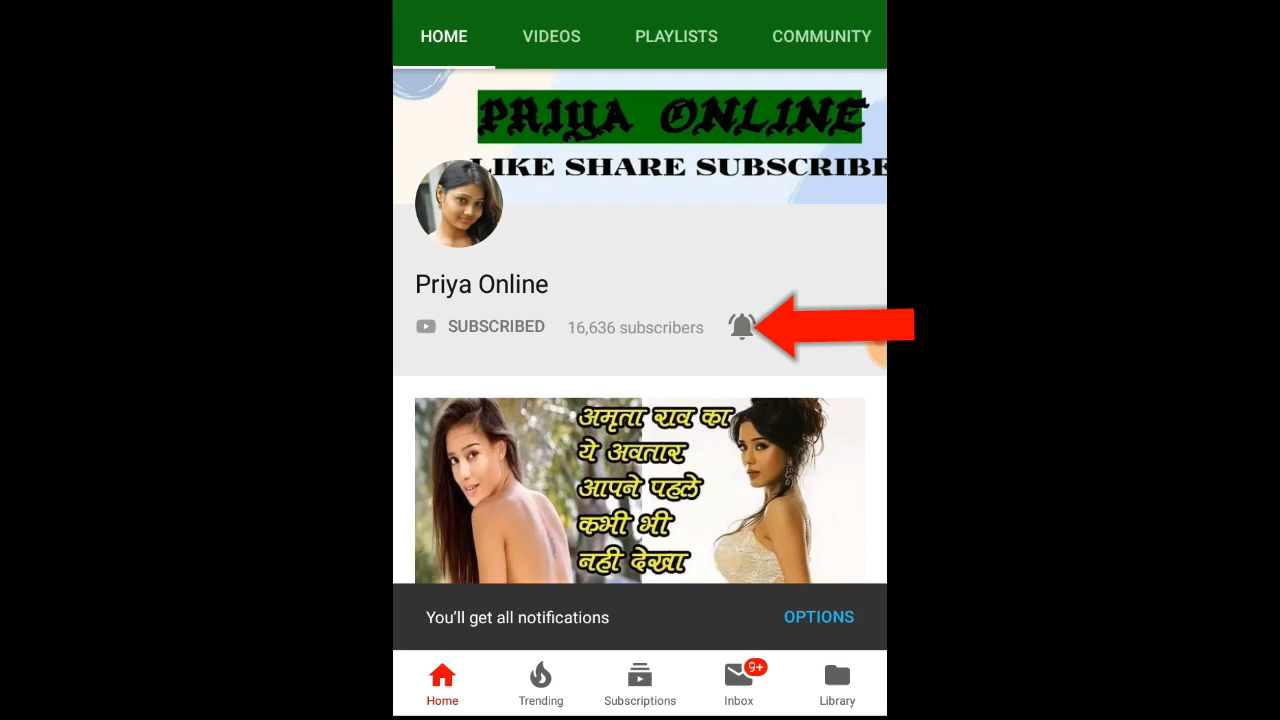 HOME VIDEOS PLAYLISTS COMMUNITY
PRIYA ONLINE
LIKE SHARE SUBSCRIBE
Priya Online
SUBSCRIBED 16,636 subscribers
अमृता राव का
ये अवतार
आपने पहले
कभी भी
नही देखा
You'll get all notifications OPTIONS
9+
Home Trending Subscriptions Inbox Library